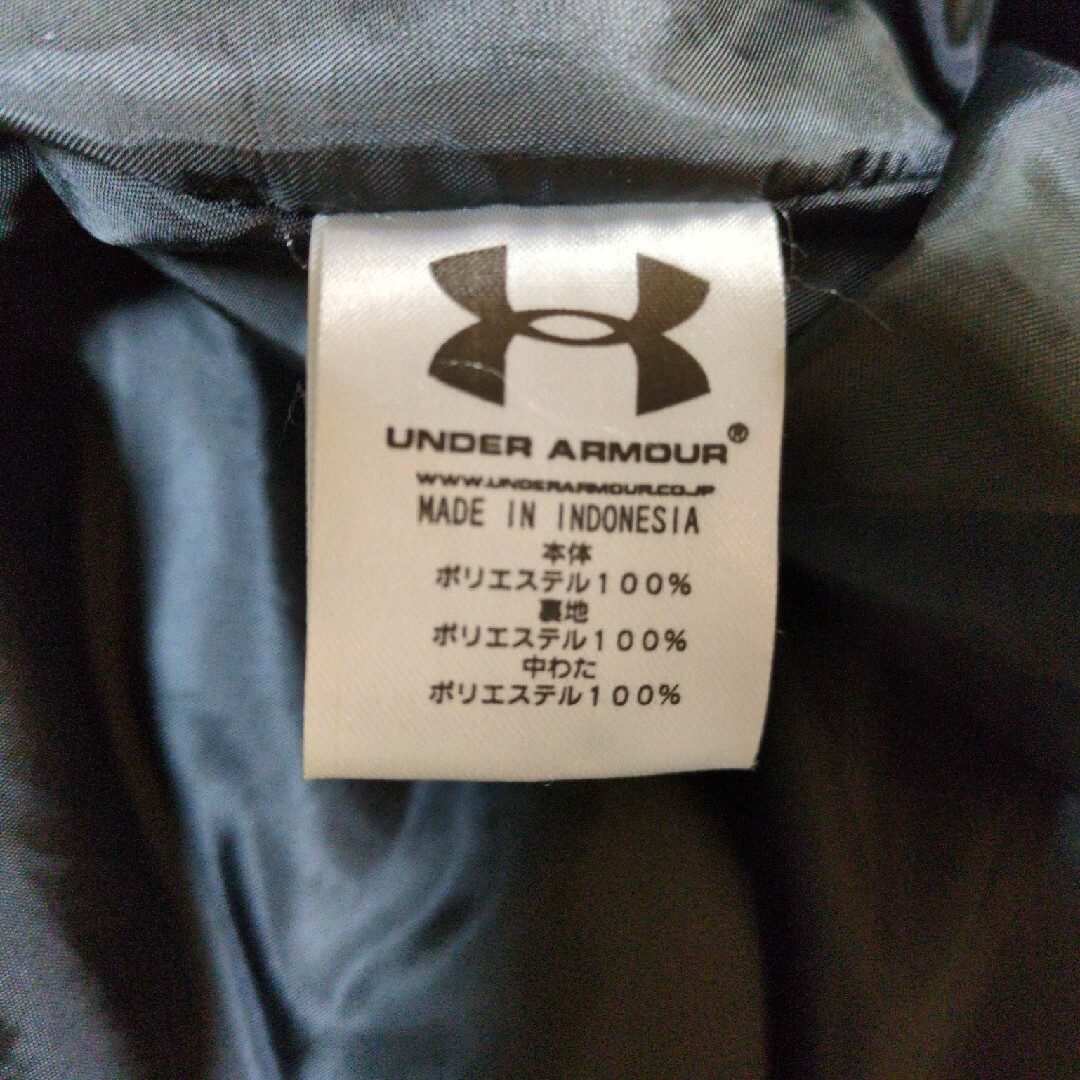 UNDER ARMOUR®
WWW.UNDERARMOUR.CO.JP
MADE IN INDONESIA
本体
ポリエステル100%
裏地
ポリエステル100%
中わた
ポリエステル100%